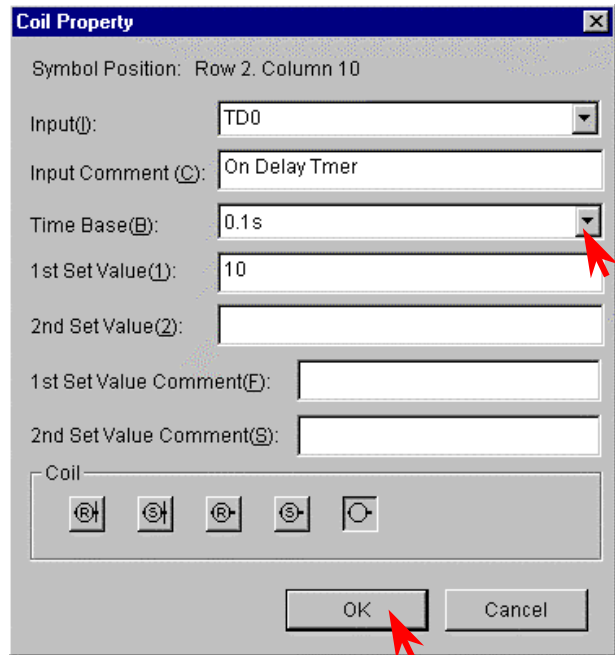 Coil Property
Symbol Position: Row 2. Column 10
Input(I): TD0
Input Comment (C): On Delay Tmer
Time Base(B): 0.1s
1st Set Value(1): 10
2nd Set Value(2):
1st Set Value Comment(F):
2nd Set Value Comment(S):
Coil
R S R S
OK Cancel